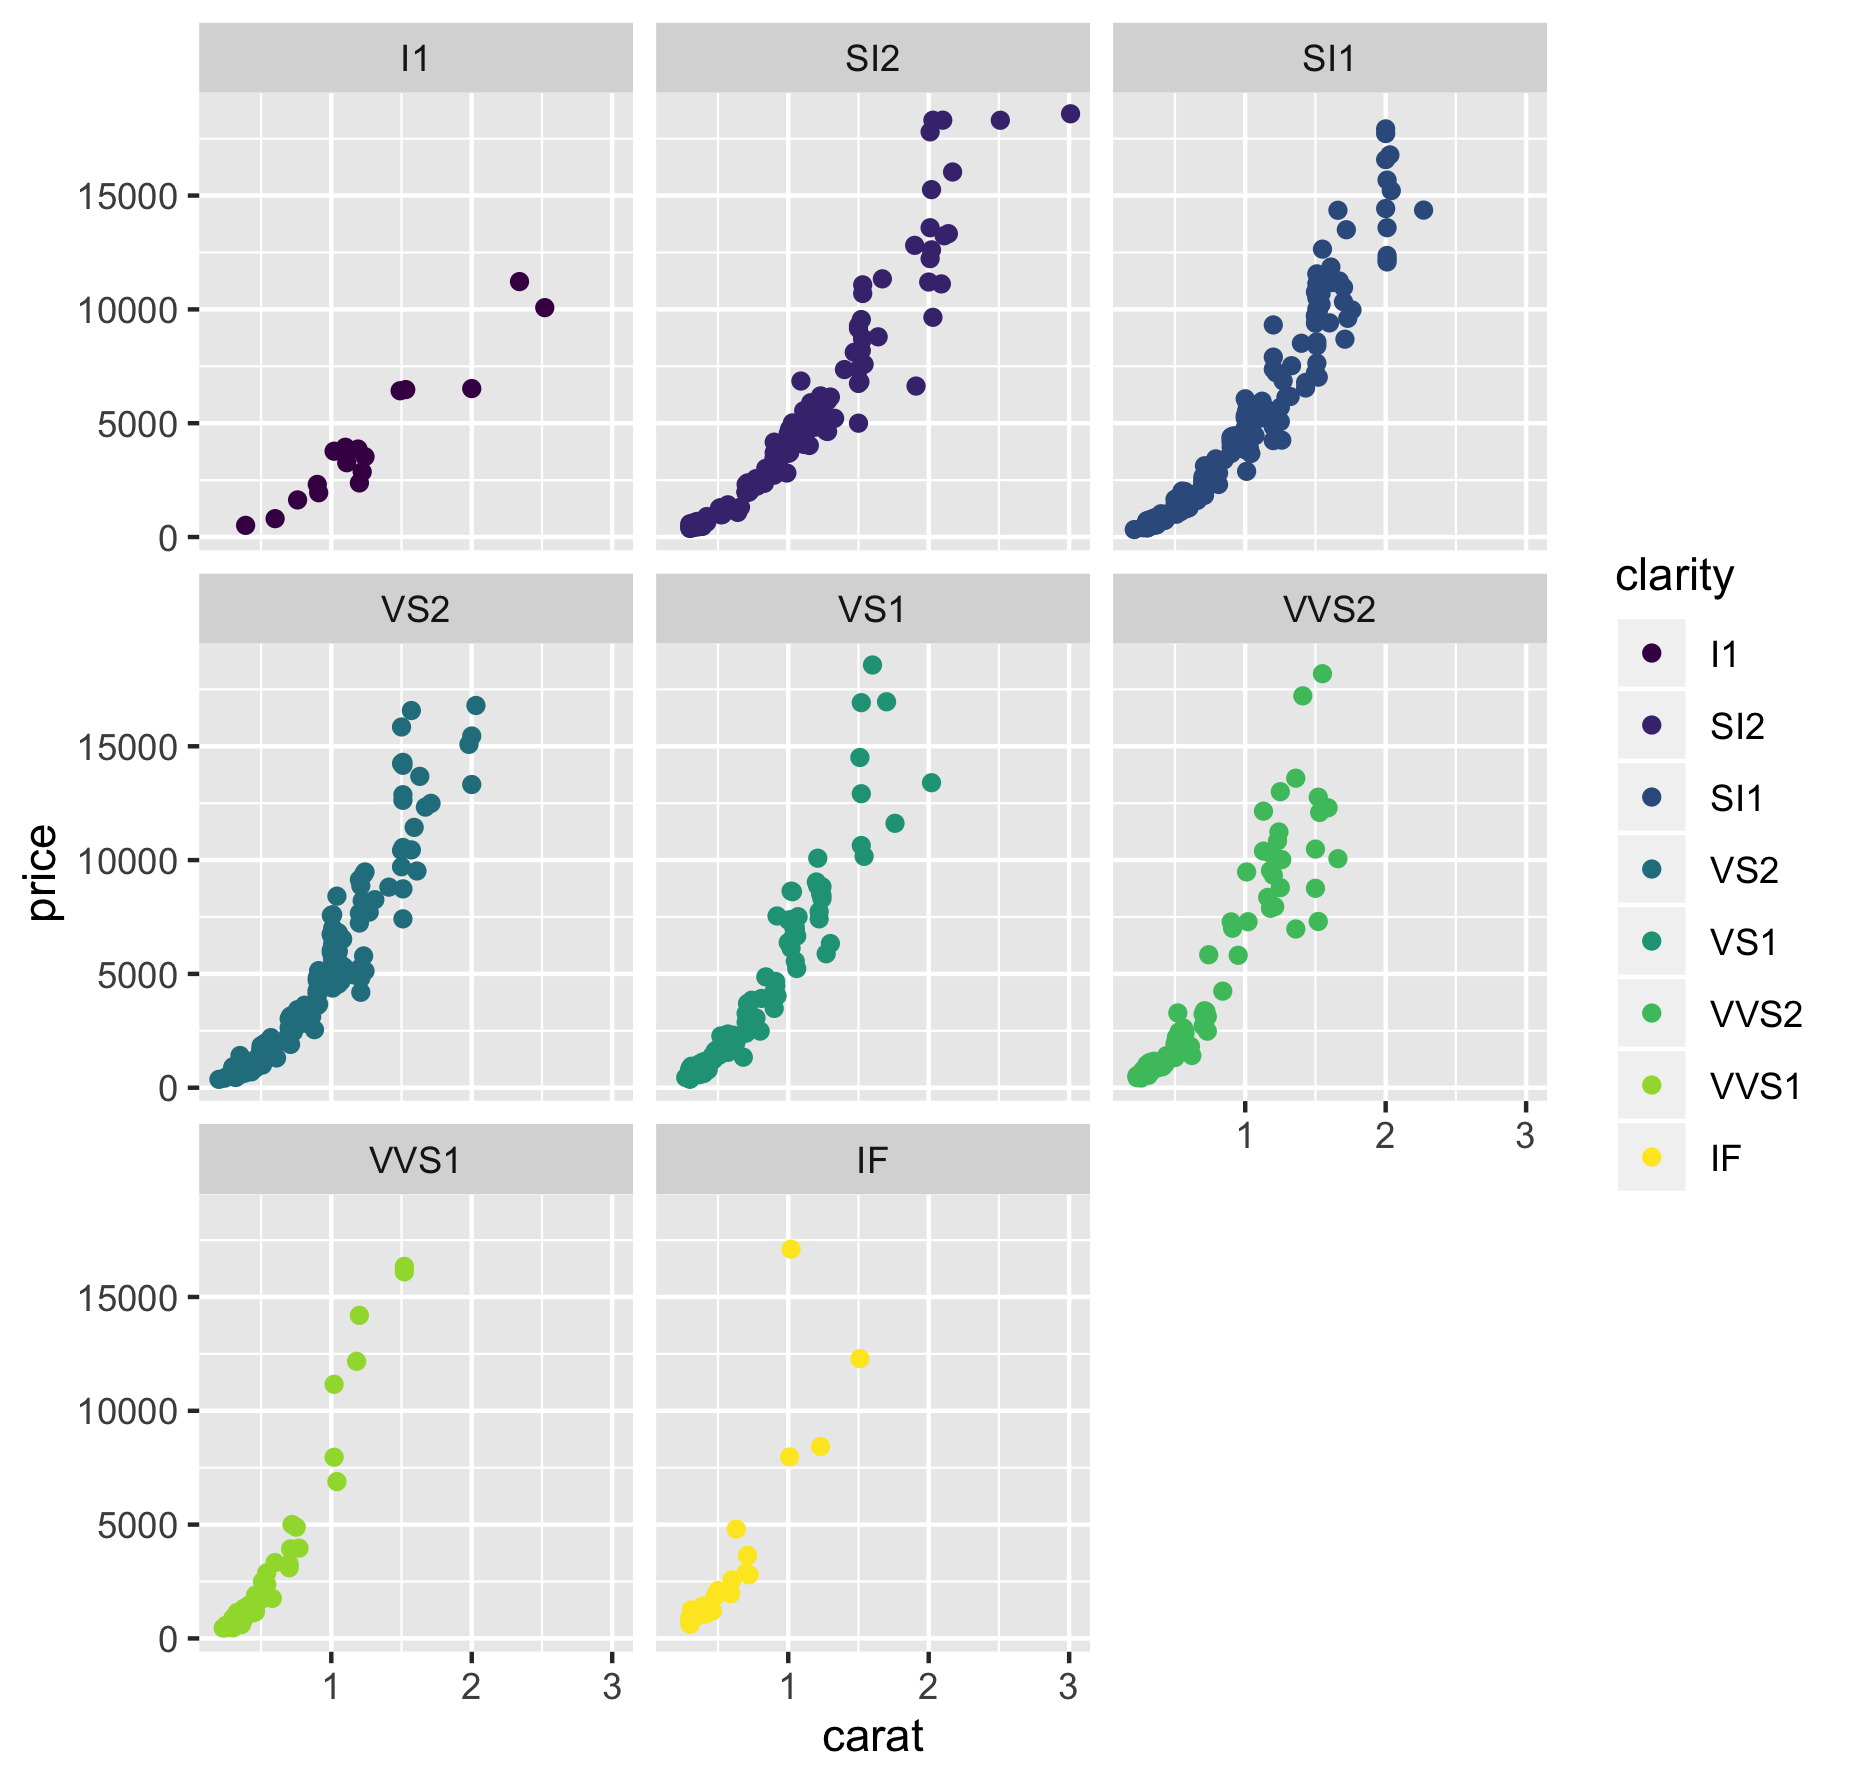 I1 SI2 SI1
15000
10000
5000
0
VS2 VS1 VVS2
15000
10000
5000
0
1 2 3
VVS1 IF
15000
10000
5000
0
1 2 3 1 2 3
carat
price
clarity
I1
SI2
SI1
VS2
VS1
VVS2
VVS1
IF